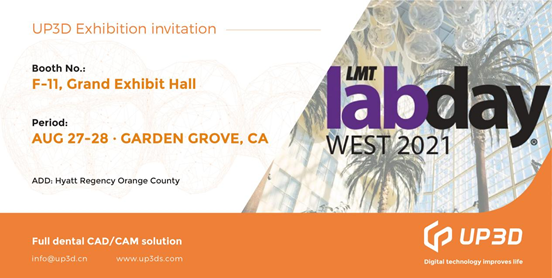 UP3D Exhibition invitation
Booth No.:
F-11, Grand Exhibit Hall
Period:
AUG 27-28 · GARDEN GROVE, CA
ADD: Hyatt Regency Orange County
LMT
labday®
WEST 2021
Full dental CAD/CAM solution
info@up3d.cn www.up3ds.com
UP3D
Digital technology improves life